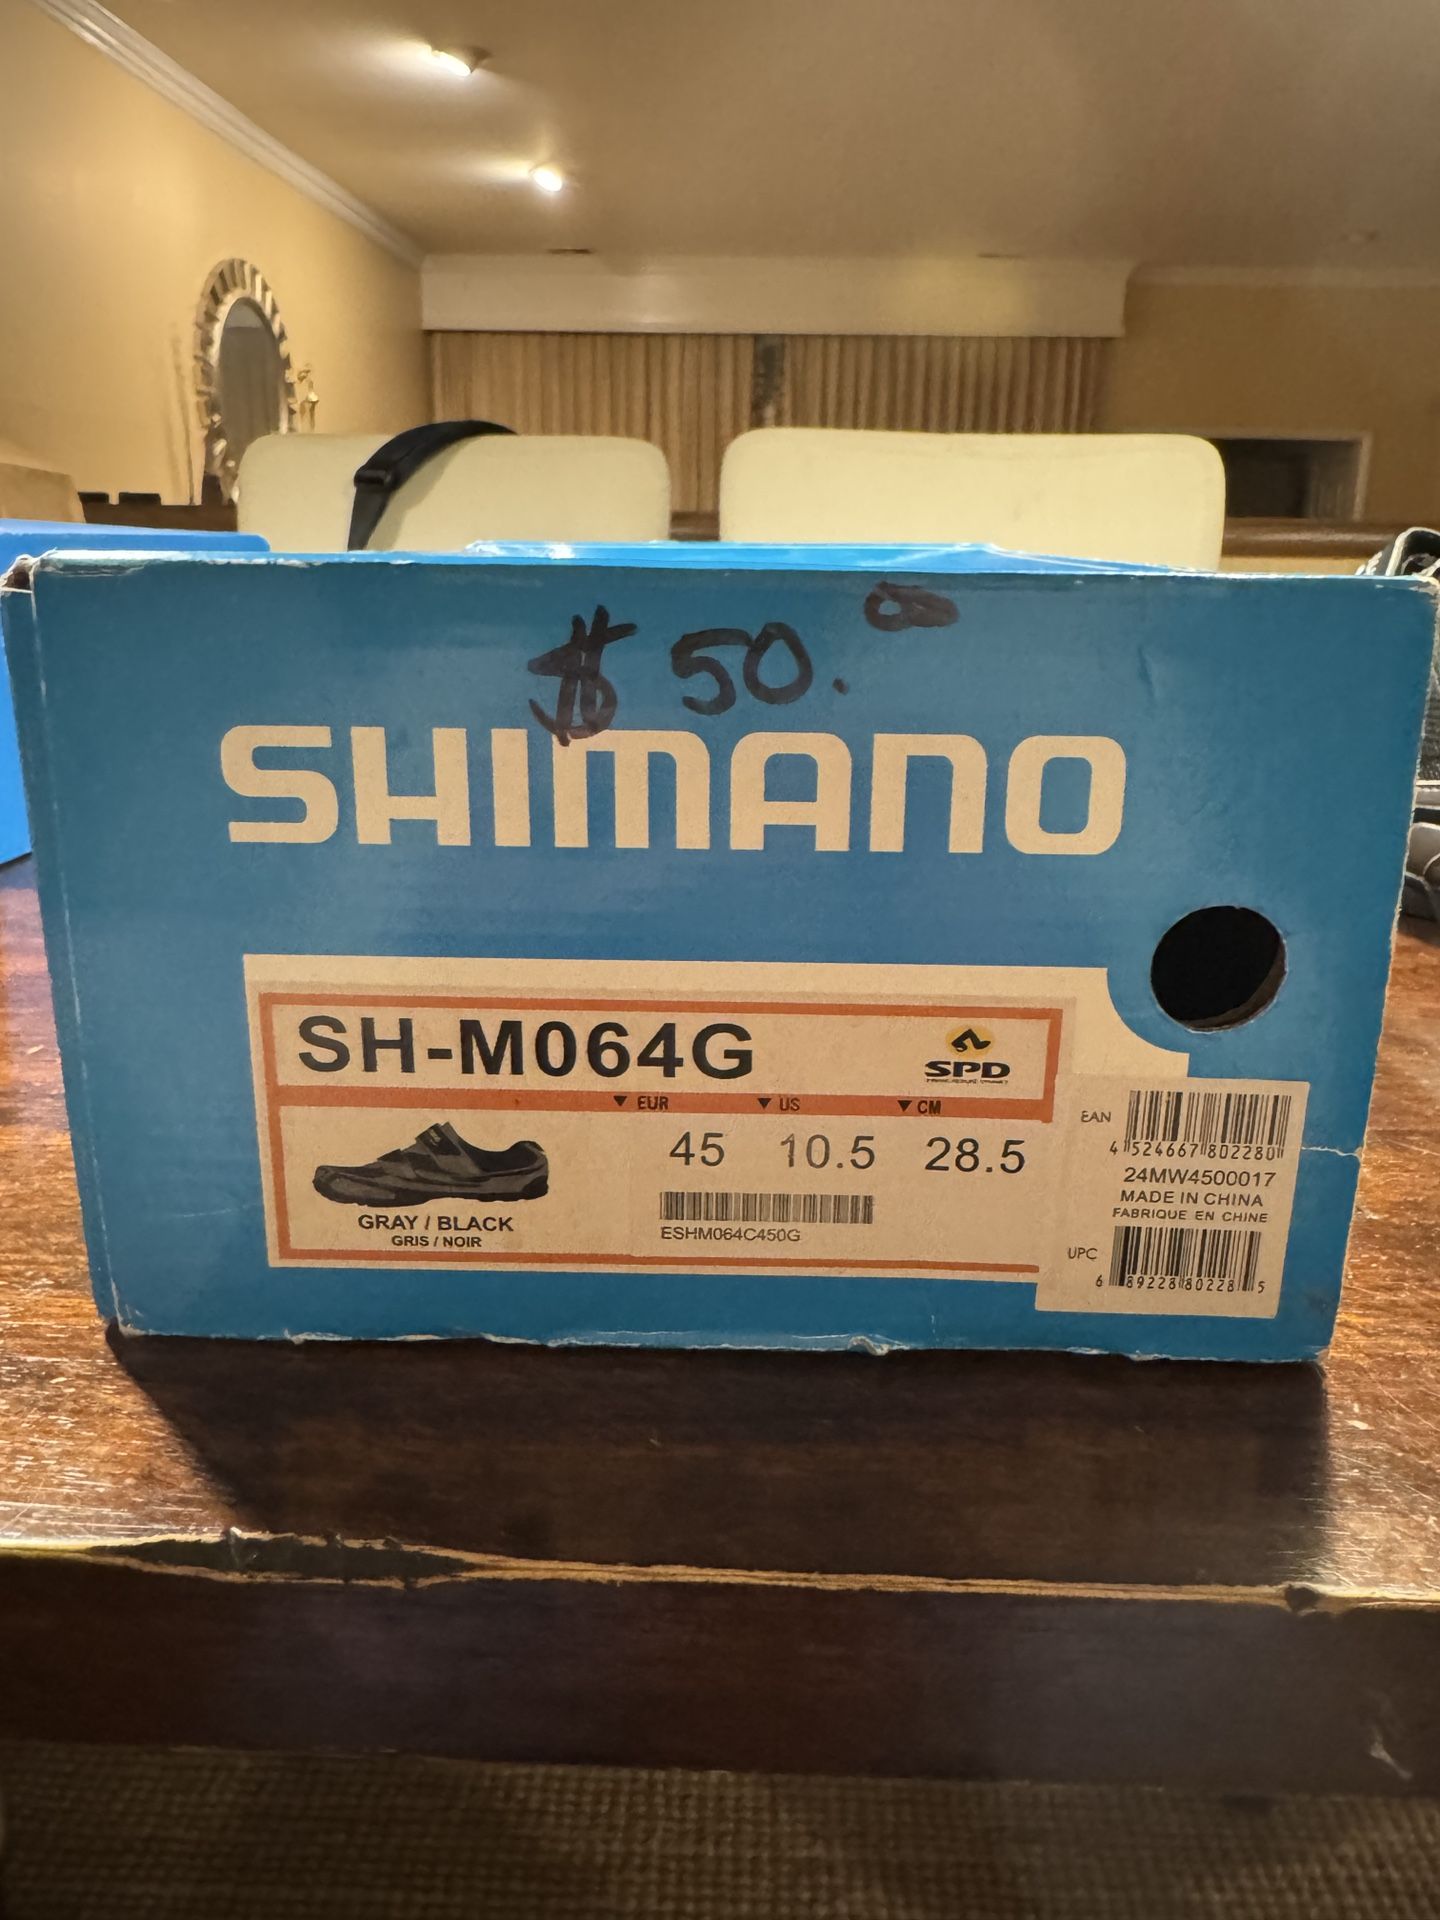 $50.00
SHIMANO
SH-M064G
SPD
EUR US CM
45 10.5 28.5
GRAY / BLACK
GRIS / NOIR
ESHM064C450G
EAN
4 524667 802280
24MW4500017
MADE IN CHINA
FABRIQUE EN CHINE
UPC
6 89228 80228 5